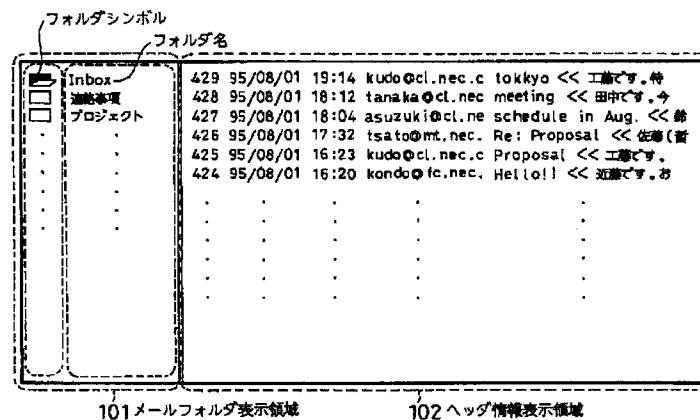 フォルダシンボル
フォルダ名
Inbox
連絡事項
プロジェクト
429 95/08/01 19:14 kudo@cl.nec.c tokkyo << 工藤です。特
428 95/08/01 18:12 tanaka@cl.nec meeting << 田中です。今
427 95/08/01 18:04 asuzuki@cl.ne schedule in Aug. << 鈴
426 95/08/01 17:32 tsato@mt.nec. Re: Proposal << 佐藤(哲
425 95/08/01 16:23 kudo@cl.nec.c Proposal << 工藤です。
424 95/08/01 16:20 kondo@fc.nec. Hello!! << 近藤です。お
101 メールフォルダ表示領域
102 ヘッダ情報表示領域